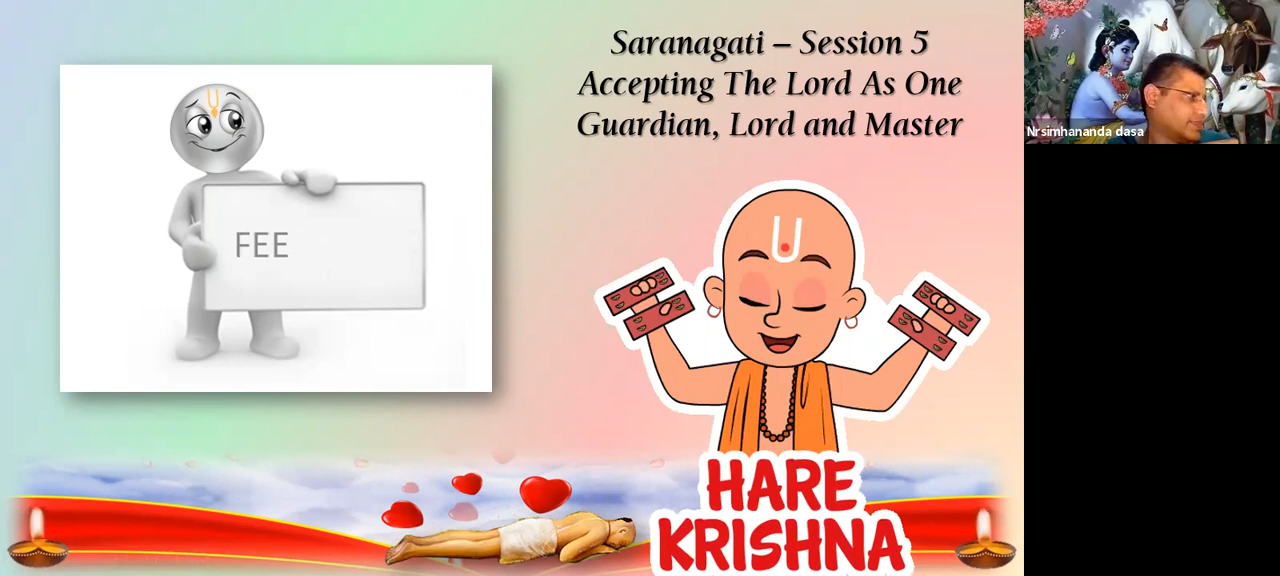 Saranagati – Session 5
Accepting The Lord As One
Guardian, Lord and Master
FEE
HARE
KRISHNA
Nrsimhananda dasa